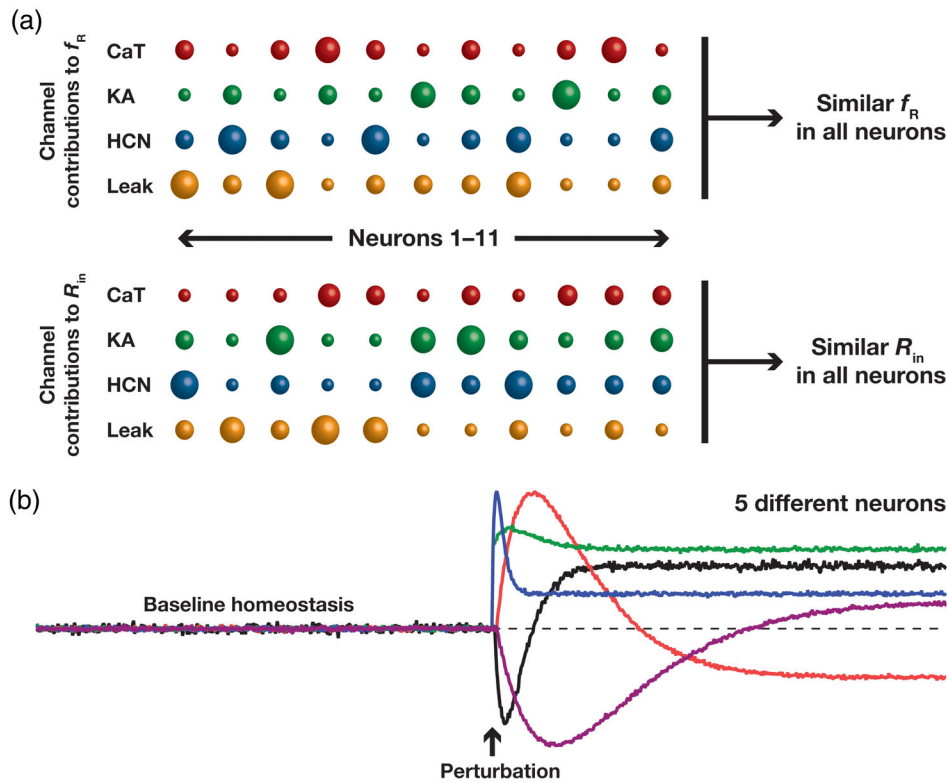 (a)
Channel
contributions to fR
CaT
KA
HCN
Leak
Similar fR
in all neurons
Neurons 1–11
Channel
contributions to Rin
CaT
KA
HCN
Leak
Similar Rin
in all neurons
(b)
5 different neurons
Baseline homeostasis
Perturbation